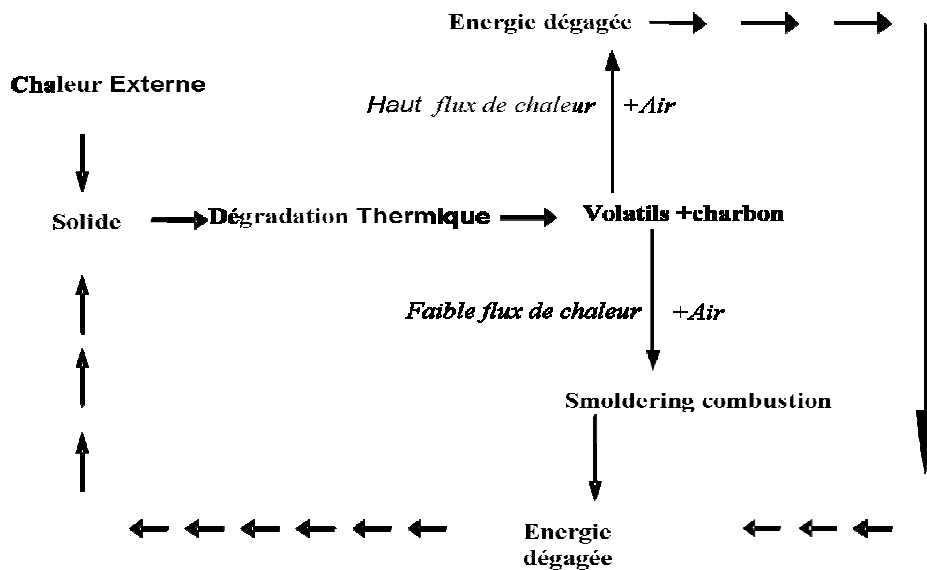 Energie dégagée
Chaleur Externe
Haut flux de chaleur +Air
Solide Dégradation Thermique Volatils +charbon
Faible flux de chaleur +Air
Smoldering combustion
Energie
dégagée